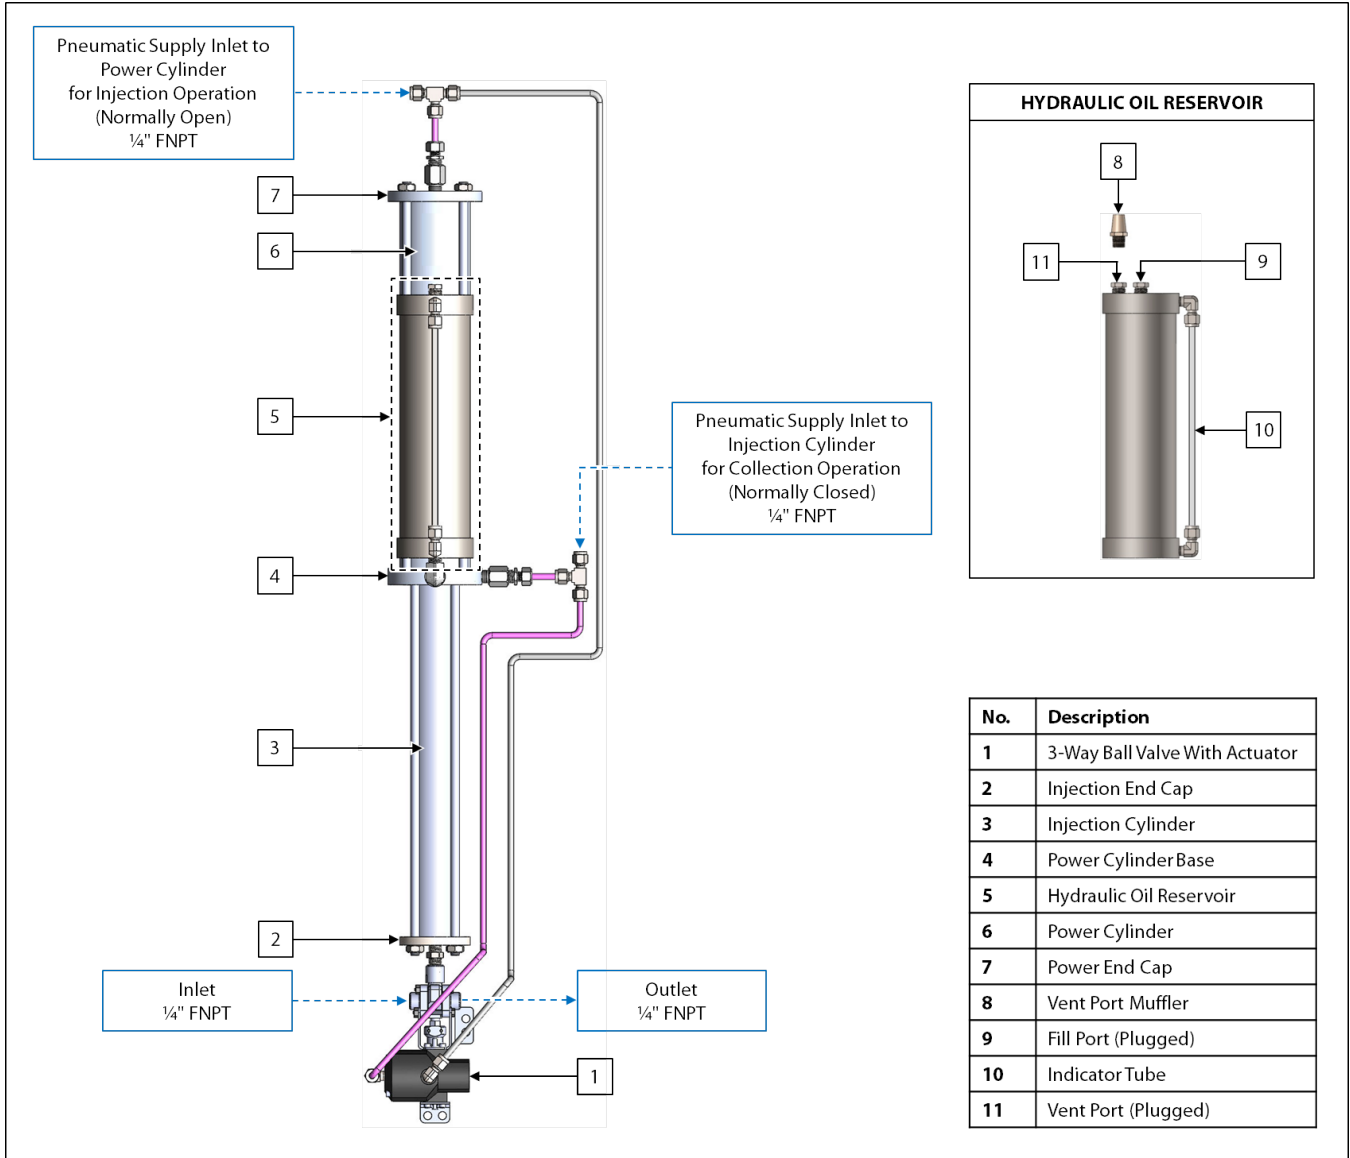 Pneumatic Supply Inlet to
Power Cylinder
for Injection Operation
(Normally Open)
¼" FNPT
7
6
5
4
3
2
Inlet
¼" FNPT
Outlet
¼" FNPT
1
Pneumatic Supply Inlet to
Injection Cylinder
for Collection Operation
(Normally Closed)
¼" FNPT
HYDRAULIC OIL RESERVOIR
8
11
9
10
No. Description
1 3-Way Ball Valve With Actuator
2 Injection End Cap
3 Injection Cylinder
4 Power Cylinder Base
5 Hydraulic Oil Reservoir
6 Power Cylinder
7 Power End Cap
8 Vent Port Muffler
9 Fill Port (Plugged)
10 Indicator Tube
11 Vent Port (Plugged)